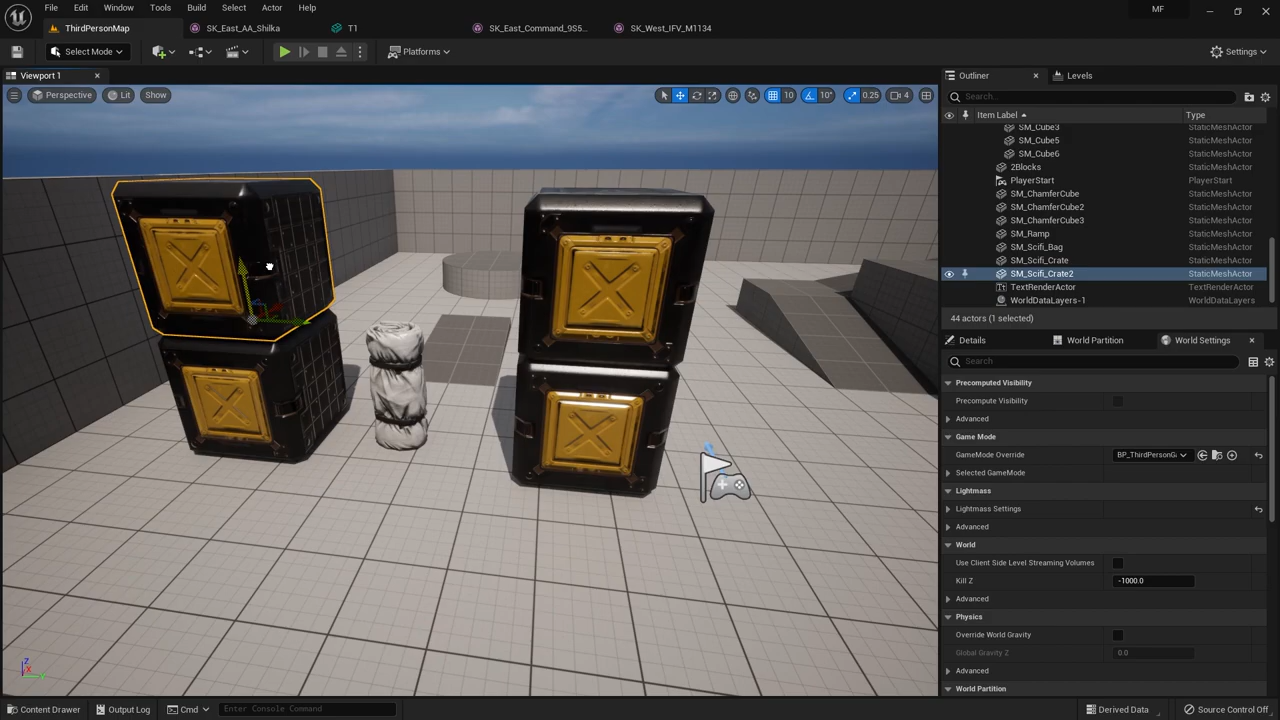 File Edit Window Tools Build Select Actor Help MF
ThirdPersonMap SK_East_AA_Shilka T1 SK_East_Command_9S5... SK_West_IFV_M1134
Select Mode Platforms Settings
Viewport 1 Outliner Levels
Perspective Lit Show 10 10° 0.25 4 Search...
Item Label Type
SM_Cube3 StaticMeshActor
SM_Cube5 StaticMeshActor
SM_Cube6 StaticMeshActor
2Blocks StaticMeshActor
PlayerStart PlayerStart
SM_ChamferCube StaticMeshActor
SM_ChamferCube2 StaticMeshActor
SM_ChamferCube3 StaticMeshActor
SM_Ramp StaticMeshActor
SM_Scifi_Bag StaticMeshActor
SM_Scifi_Crate StaticMeshActor
SM_Scifi_Crate2 StaticMeshActor
TextRenderActor TextRenderActor
WorldDataLayers-1 WorldDataLayers
44 actors (1 selected)
Details World Partition World Settings
Search
Precomputed Visibility
Precompute Visibility
Advanced
Game Mode
GameMode Override BP_ThirdPersonG
Selected GameMode
Lightmass
Lightmass Settings
Advanced
World
Use Client Side Level Streaming Volumes
Kill Z -1000.0
Advanced
Physics
Override World Gravity
Global Gravity Z 0.0
Advanced
World Partition
Content Drawer Output Log Cmd Enter Console Command Derived Data Source Control Off